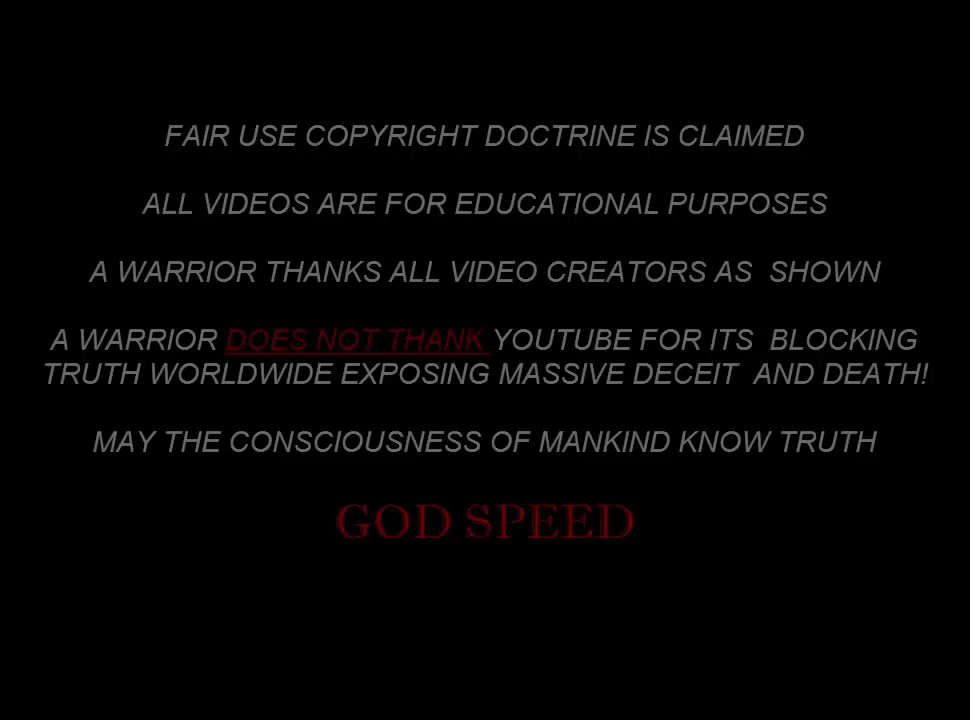 FAIR USE COPYRIGHT DOCTRINE IS CLAIMED
ALL VIDEOS ARE FOR EDUCATIONAL PURPOSES
A WARRIOR THANKS ALL VIDEO CREATORS AS SHOWN
A WARRIOR DOES NOT THANK YOUTUBE FOR ITS BLOCKING
TRUTH WORLDWIDE EXPOSING MASSIVE DECEIT AND DEATH!
MAY THE CONSCIOUSNESS OF MANKIND KNOW TRUTH
GOD SPEED